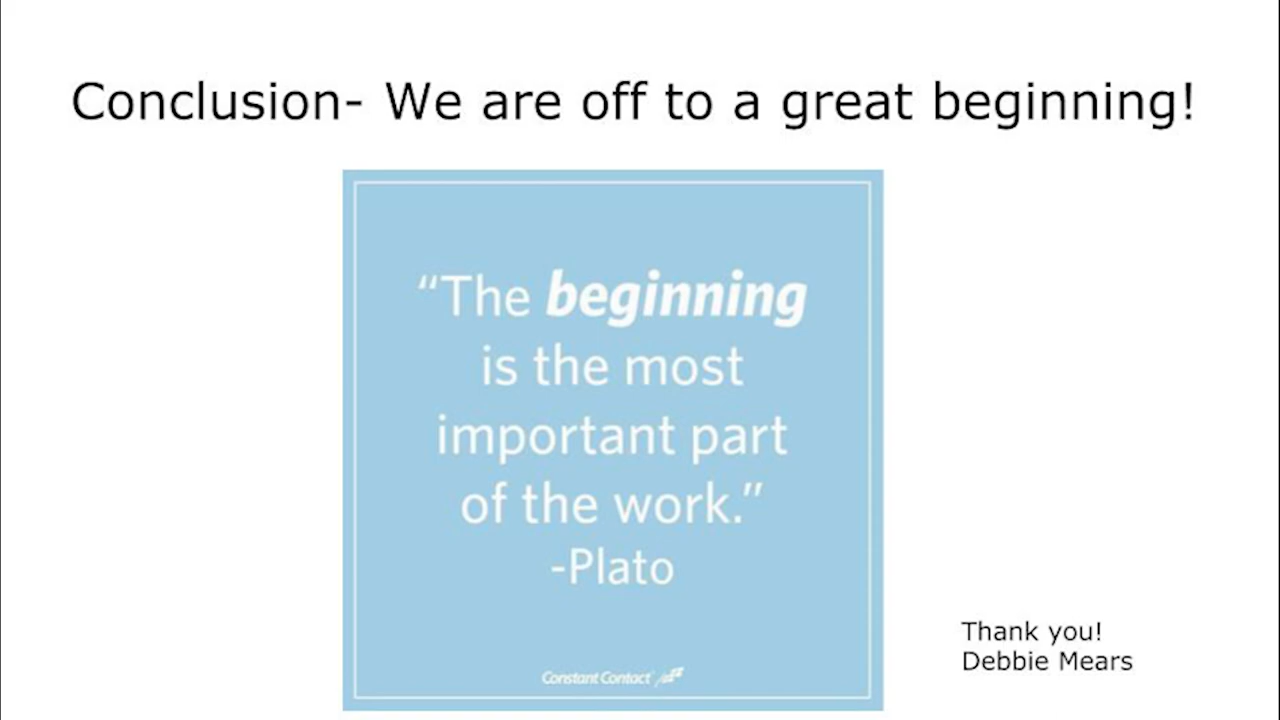 Conclusion- We are off to a great beginning!
“The beginning
is the most
important part
of the work.”
-Plato
Constant Contact
Thank you!
Debbie Mears